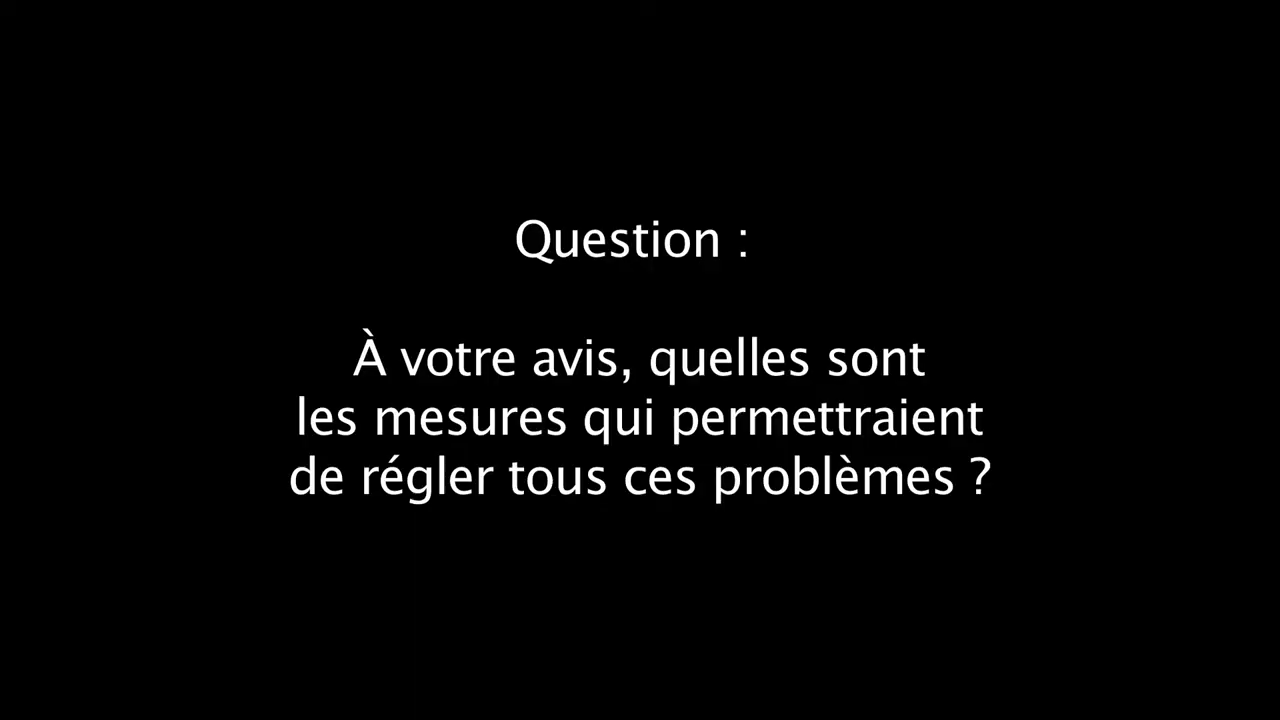 Question :
À votre avis, quelles sont
les mesures qui permettraient
de régler tous ces problèmes ?